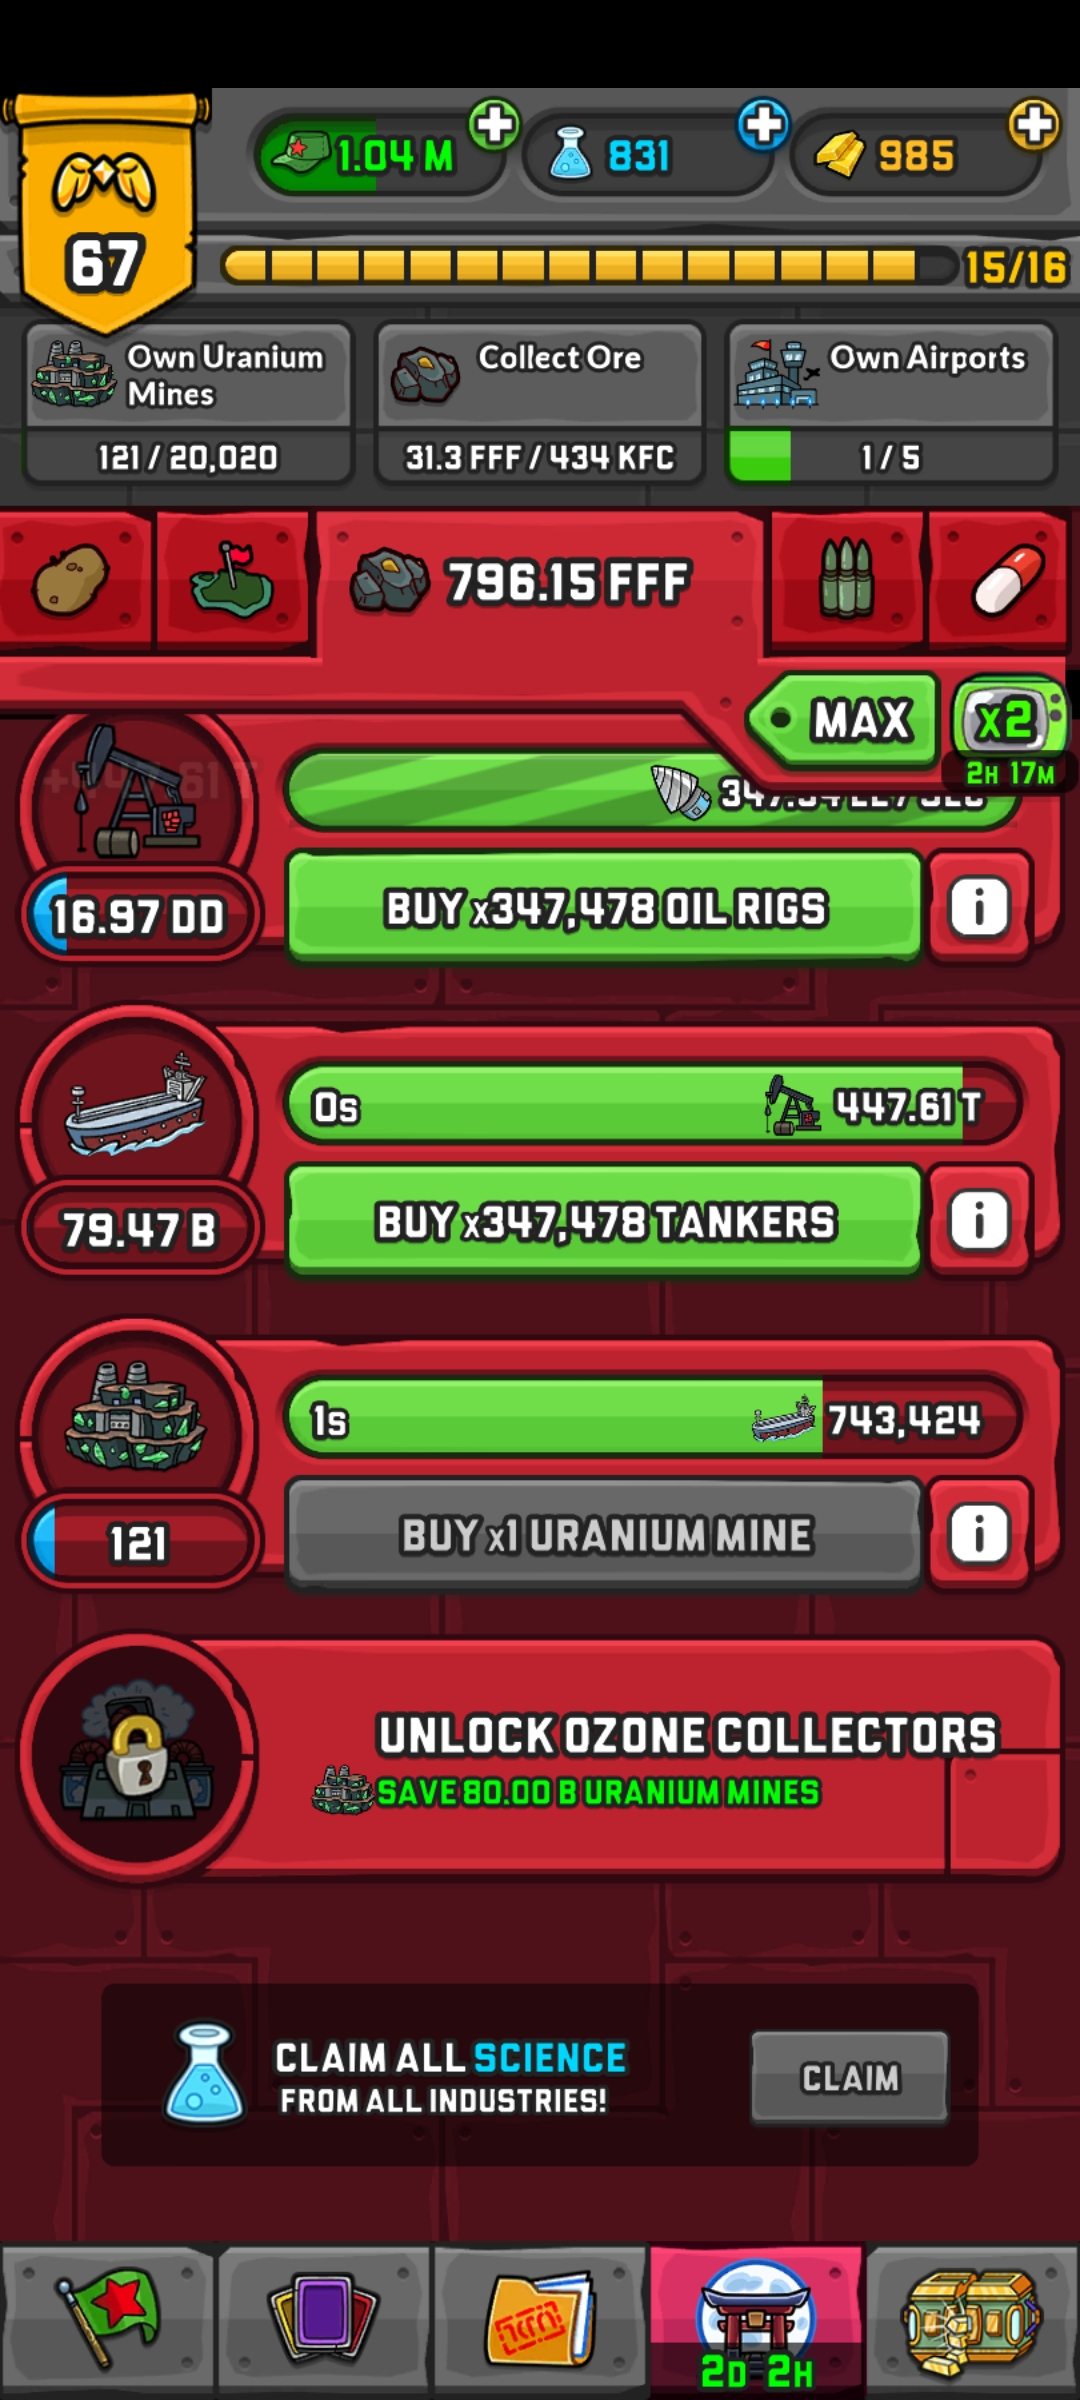 1.04 M
831
985
67
15/16
Own Uranium
Mines
Collect Ore
Own Airports
121 / 20,020
31.3 FFF / 434 KFC
1 / 5
796.15 FFF
MAX
x2
2H 17M
16.97 DD
BUY x347,478 OIL RIGS
i
0s
447.61 T
79.47 B
BUY x347,478 TANKERS
i
1s
743,424
121
BUY x1 URANIUM MINE
i
UNLOCK OZONE COLLECTORS
SAVE 80.00 B URANIUM MINES
CLAIM ALL SCIENCE
FROM ALL INDUSTRIES!
CLAIM
2D 2H